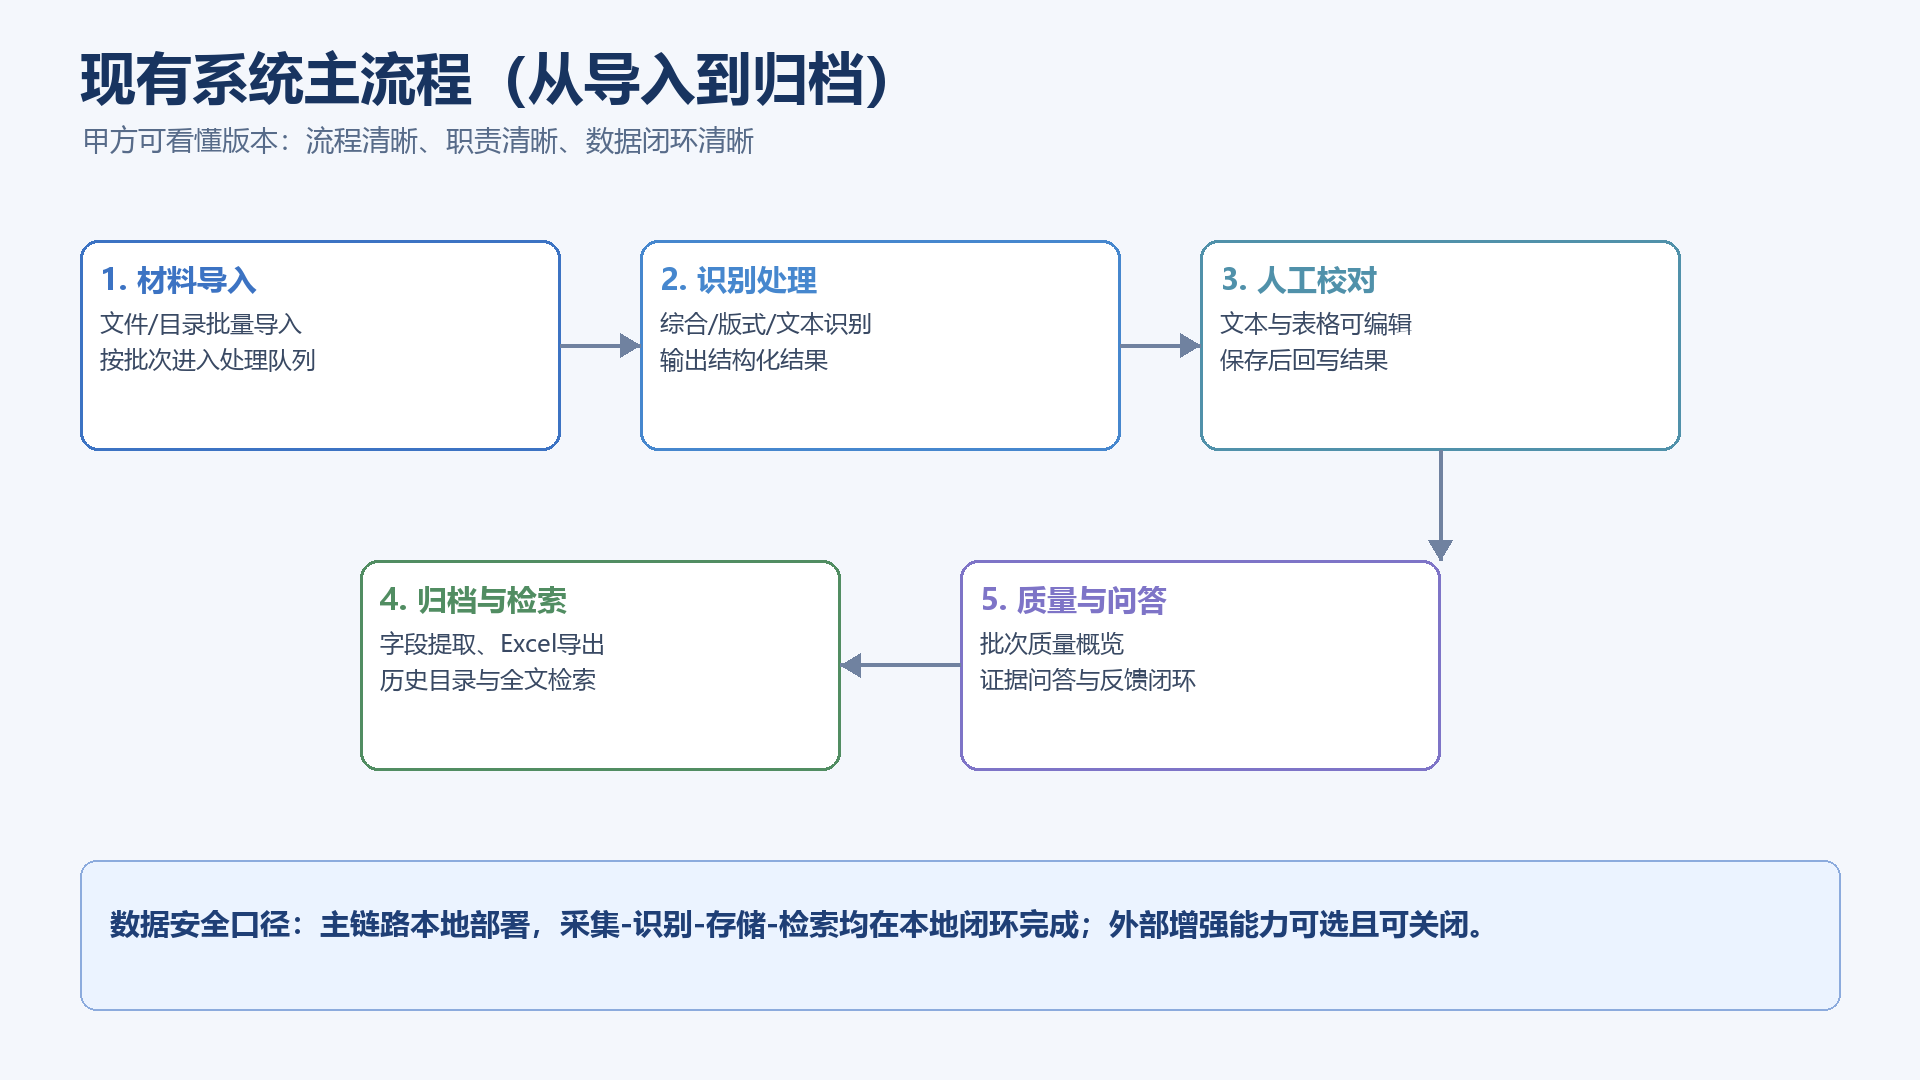 现有系统主流程（从导入到归档）
甲方可看懂版本：流程清晰、职责清晰、数据闭环清晰
1. 材料导入
文件/目录批量导入
按批次进入处理队列
2. 识别处理
综合/版式/文本识别
输出结构化结果
3. 人工校对
文本与表格可编辑
保存后回写结果
4. 归档与检索
字段提取、Excel导出
历史目录与全文检索
5. 质量与问答
批次质量概览
证据问答与反馈闭环
数据安全口径：主链路本地部署，采集-识别-存储-检索均在本地闭环完成；外部增强能力可选且可关闭。